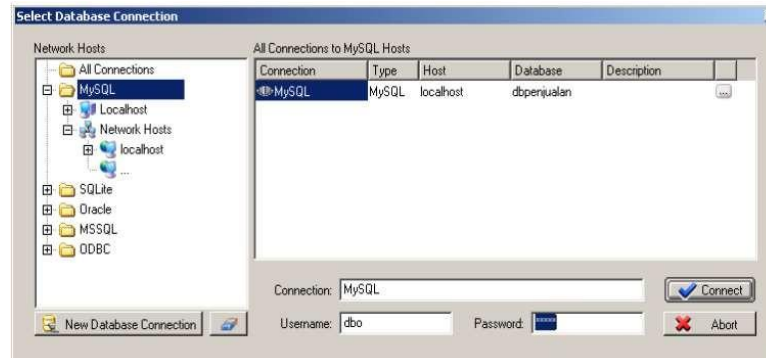 Select Database Connection
Network Hosts
All Connections
MySQL
Localhost
Network Hosts
localhost
...
SQLite
Oracle
MSSQL
ODBC
New Database Connection
All Connections to MySQL Hosts
Connection Type Host Database Description
MySQL MySQL localhost dbpenjualan ...
Connection: MySQL
Connect
Username: dbo Password: *****
Abort